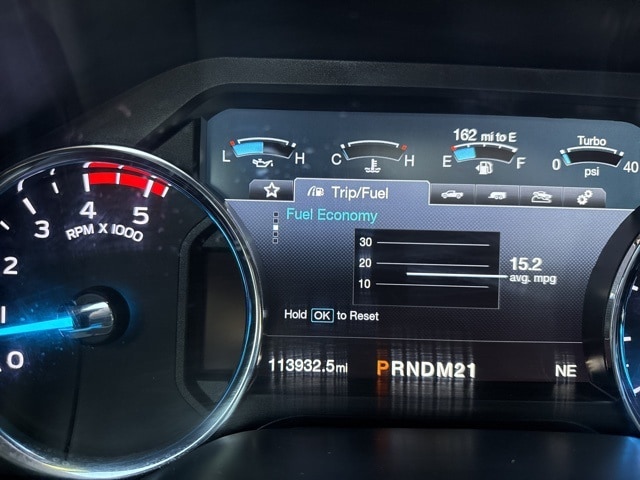 162 mi to E
Turbo
L H C H E F 0 40
psi
Trip/Fuel
Fuel Economy
30
20
10
15.2
avg. mpg
Hold OK to Reset
113932.5mi PRNDM21 NE
5
4
3
2
1
0
RPM X 1000